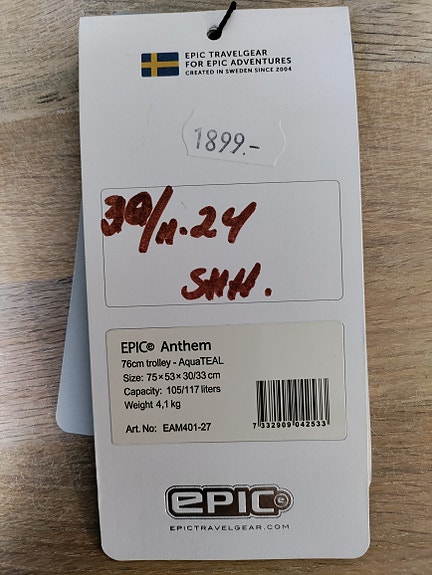 EPIC TRAVELGEAR
FOR EPIC ADVENTURES
CREATED IN SWEDEN SINCE 2004
1899.-
30/11.24
SHH.
EPIC© Anthem
76cm trolley - AquaTEAL
Size: 75×53×30/33 cm
Capacity: 105/117 liters
Weight 4,1 kg
Art. No: EAM401-27
7 332909 042533
epic©
EPICTRAVELGEAR.COM